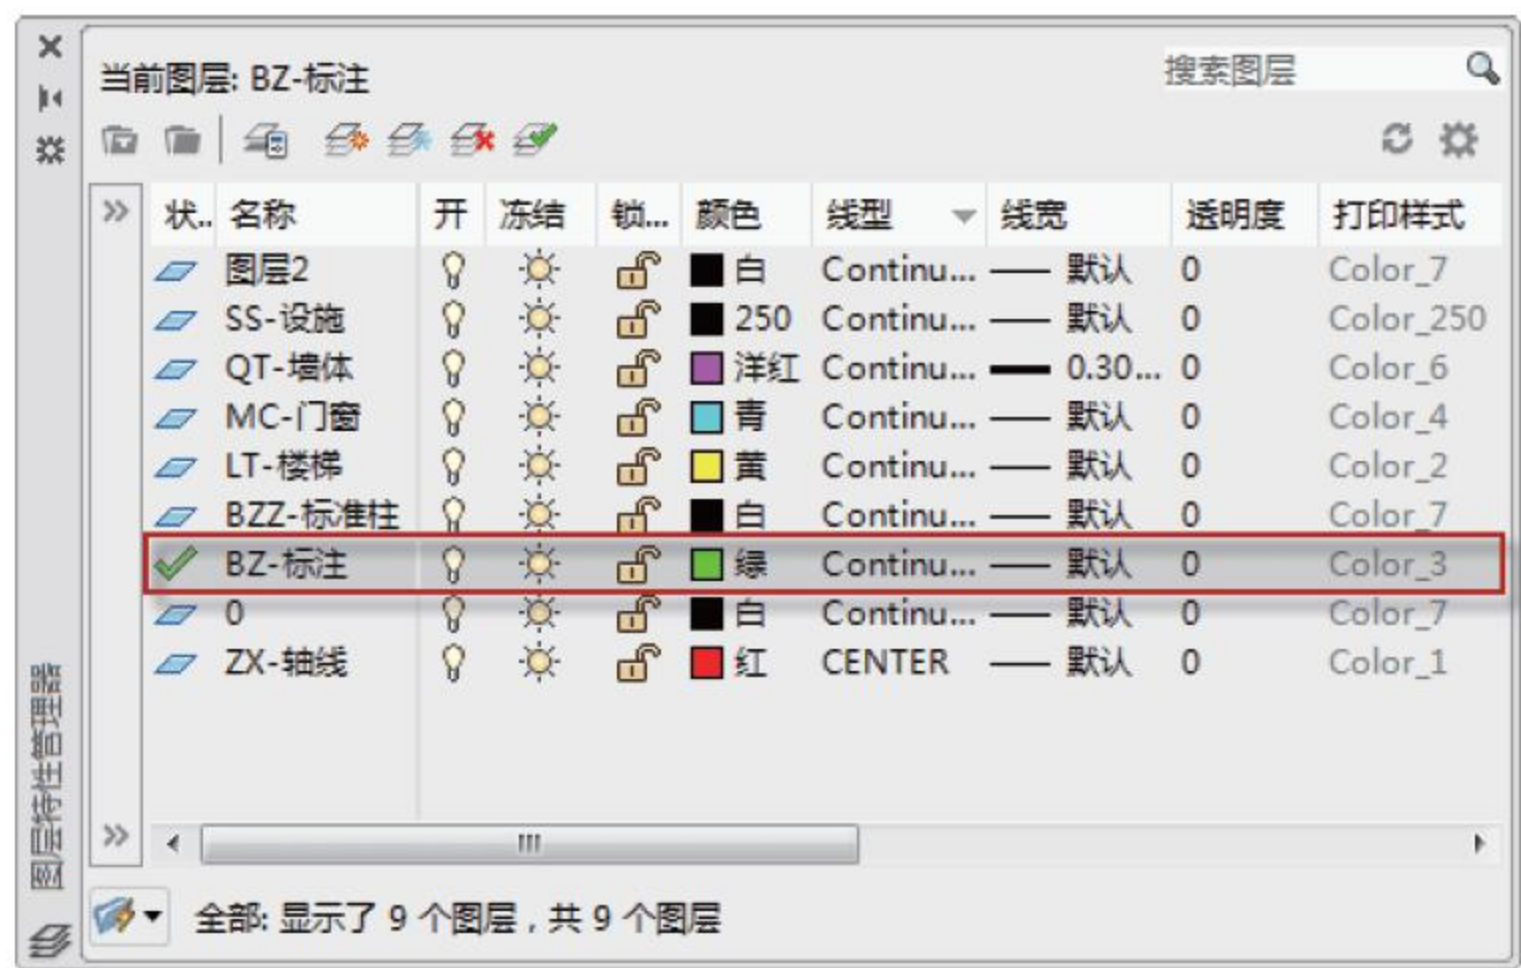 当前图层: BZ-标注
搜索图层
状.. 名称 开 冻结 锁... 颜色 线型 线宽 透明度 打印样式
图层2 白 Continu... 默认 0 Color_7
SS-设施 250 Continu... 默认 0 Color_250
QT-墙体 洋红 Continu... 0.30... 0 Color_6
MC-门窗 青 Continu... 默认 0 Color_4
LT-楼梯 黄 Continu... 默认 0 Color_2
BZZ-标准柱 白 Continu... 默认 0 Color_7
BZ-标注 绿 Continu... 默认 0 Color_3
0 白 Continu... 默认 0 Color_7
ZX-轴线 红 CENTER 默认 0 Color_1
图层特性管理器
全部: 显示了 9 个图层 , 共 9 个图层